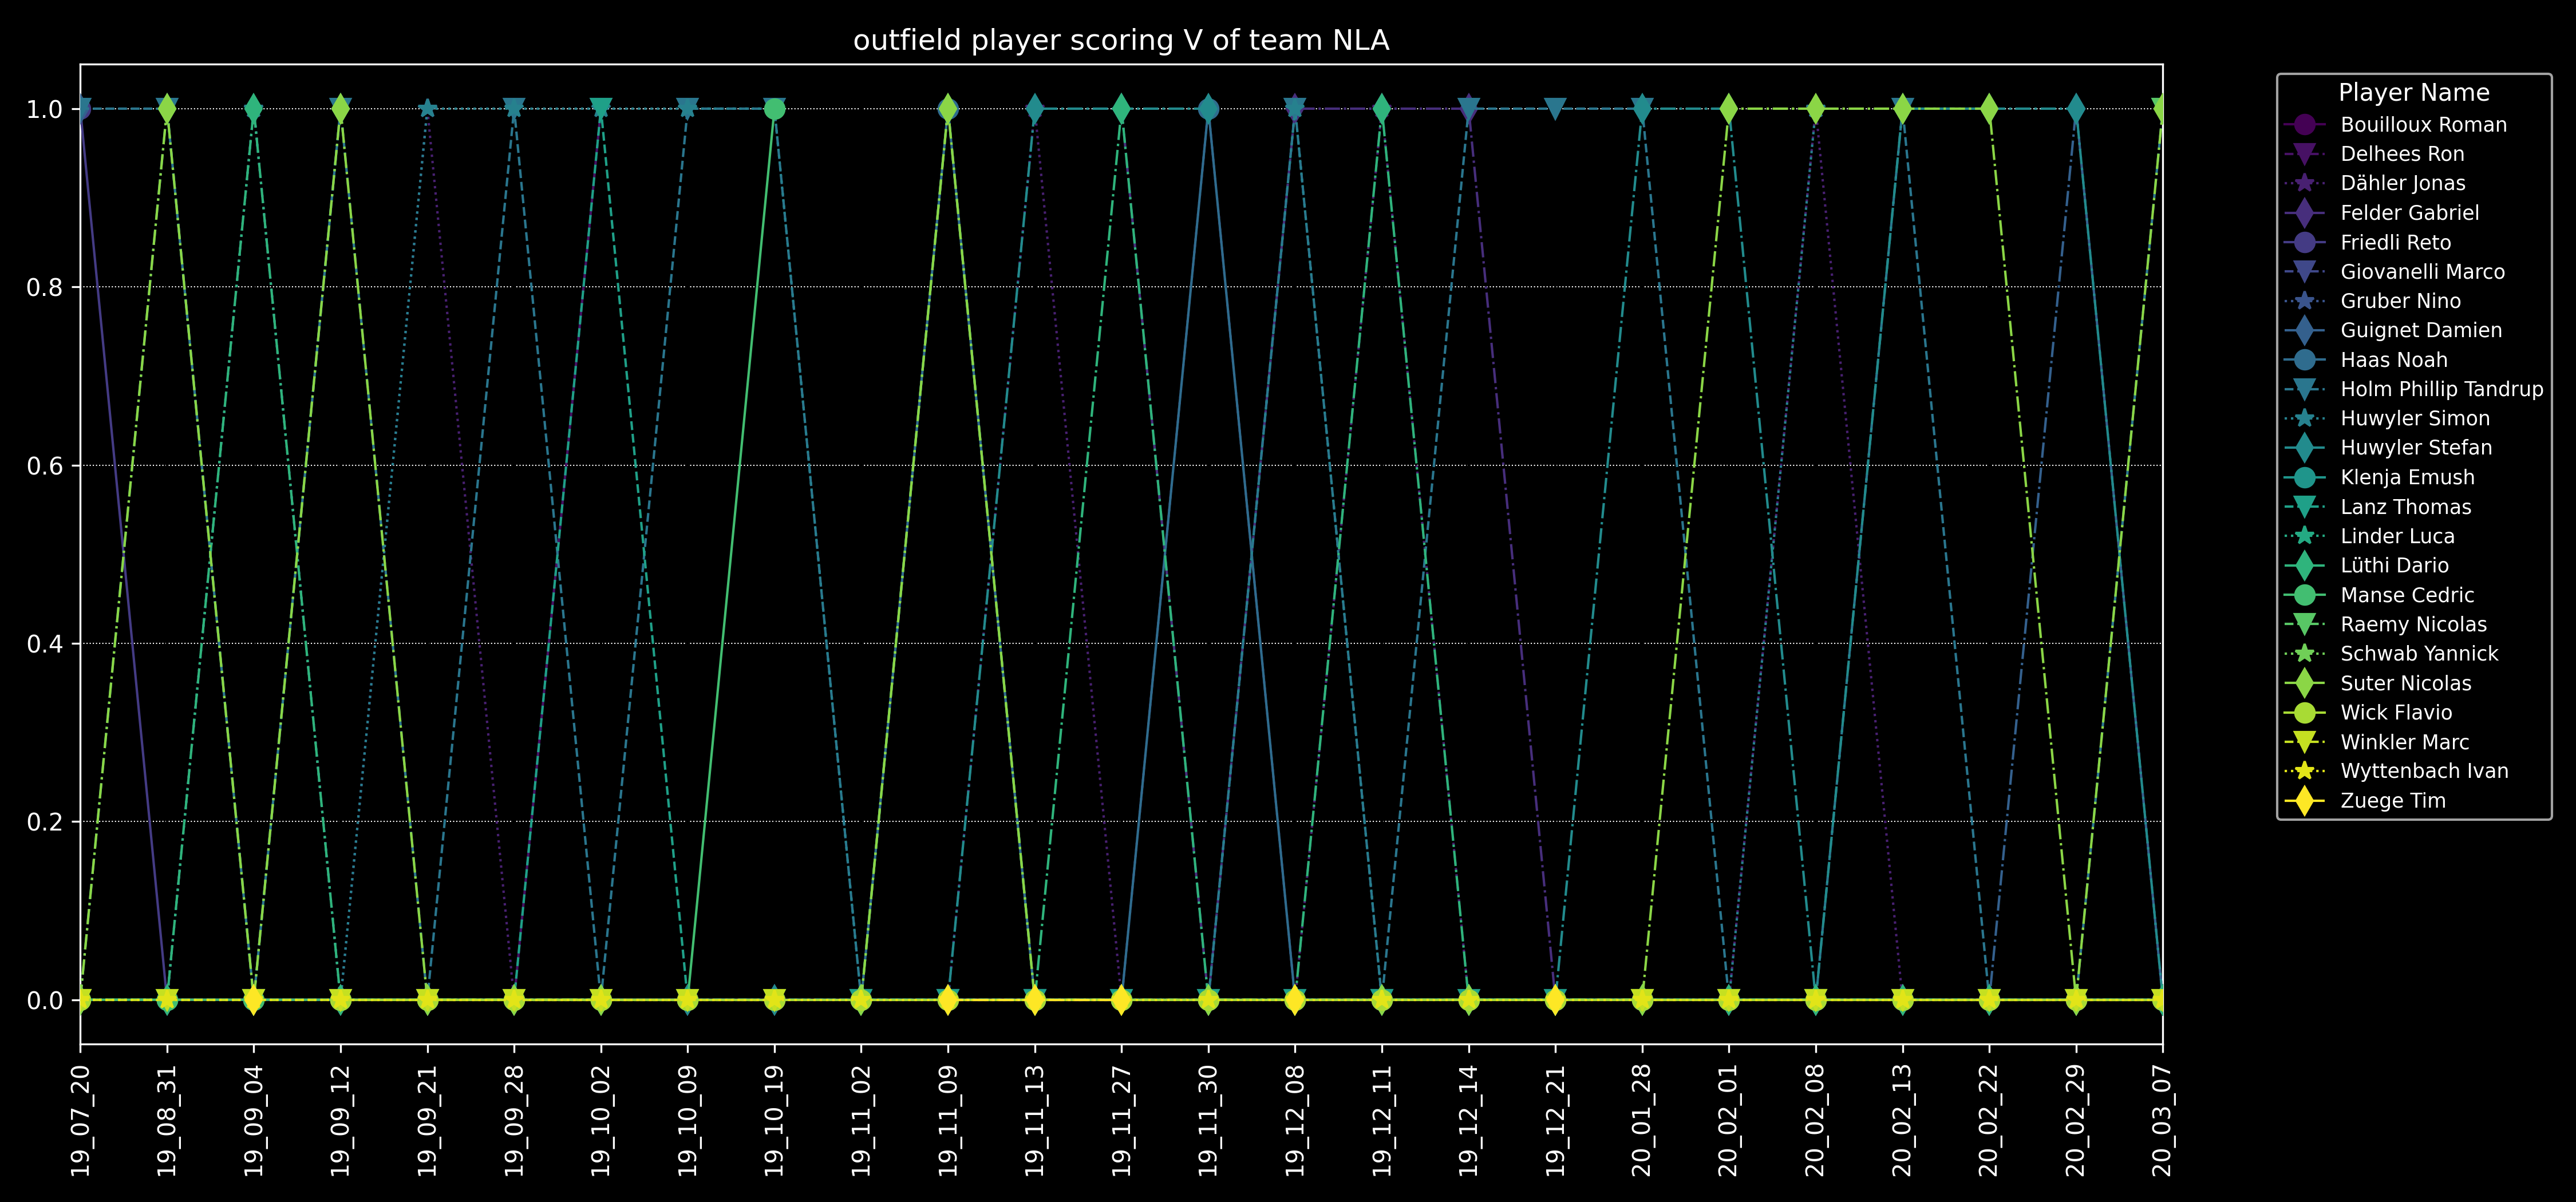 outfield player scoring V of team NLA
1.0
0.8
0.6
0.4
0.2
0.0
19_07_20
19_08_31
19_09_04
19_09_12
19_09_21
19_09_28
19_10_02
19_10_09
19_10_19
19_11_02
19_11_09
19_11_13
19_11_27
19_11_30
19_12_08
19_12_11
19_12_14
19_12_21
20_01_28
20_02_01
20_02_08
20_02_13
20_02_22
20_02_29
20_03_07
Player Name
Bouilloux Roman
Delhees Ron
Dähler Jonas
Felder Gabriel
Friedli Reto
Giovanelli Marco
Gruber Nino
Guignet Damien
Haas Noah
Holm Phillip Tandrup
Huwyler Simon
Huwyler Stefan
Klenja Emush
Lanz Thomas
Linder Luca
Lüthi Dario
Manse Cedric
Raemy Nicolas
Schwab Yannick
Suter Nicolas
Wick Flavio
Winkler Marc
Wyttenbach Ivan
Zuege Tim